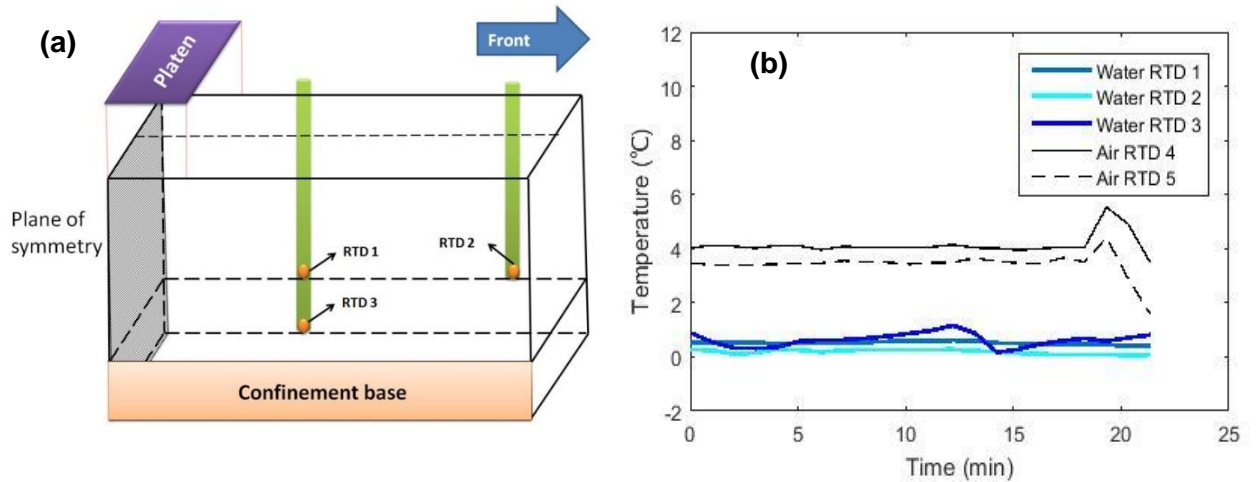 (a)
Platen
Front
Plane of
symmetry
RTD 1
RTD 2
RTD 3
Confinement base
(b)
Water RTD 1
Water RTD 2
Water RTD 3
Air RTD 4
Air RTD 5
Temperature (°C)
12
10
8
6
4
2
0
-2
0 5 10 15 20 25
Time (min)